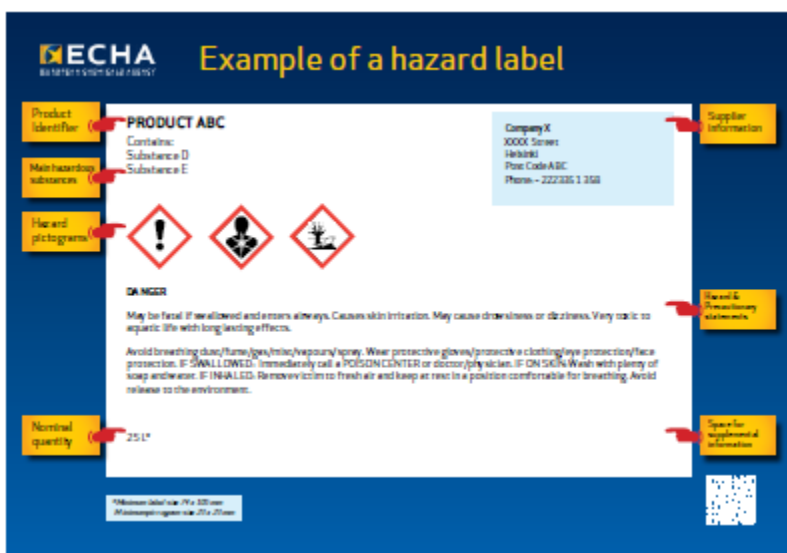 ECHA
Example of a hazard label
Product
Identifier
PRODUCT ABC
Contains:
Substance D
Substance E
Company X
XXXX Street
Helsinki
Post Code ABC
Supplier
Information
Main hazardous
substances
Hazard
pictograms
DANGER
May be fatal if swallowed and enters airways. Causes skin irritation. May cause drowsiness or dizziness. Very toxic to
aquatic life with long lasting effects.
Hazard &
Precautionary
statements
Avoid breathing dust/fume/gas/mist/vapours/spray. Wear protective gloves/protective clothing/eye protection/face
protection. IF SWALLOWED: Immediately call a POISON CENTER or doctor/physician. IF ON SKIN: Wash with plenty of
soap and water. IF INHALED: Remove victim to fresh air and keep at rest in a position comfortable for breathing. Avoid
release to the environment.
Nominal
quantity
Space for
supplemental
information